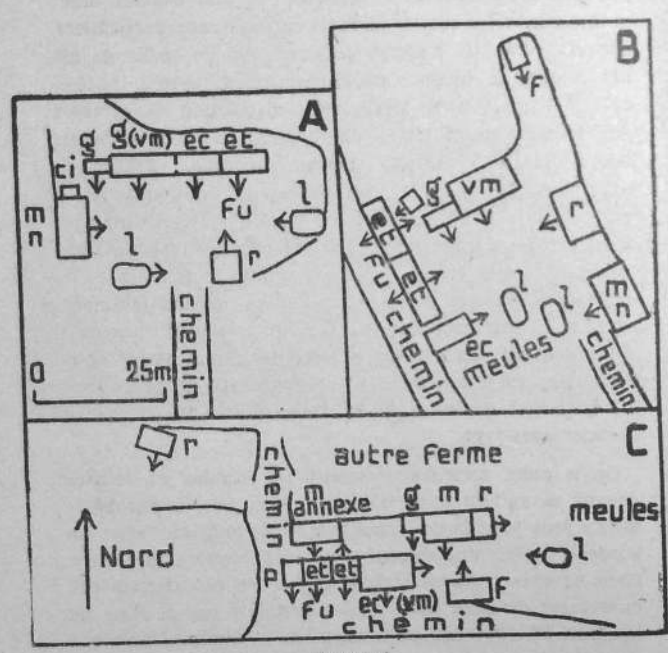 A
g g(vm) ec et
ci
mn
l
fu
l
r
chemin
0 25m
B
f
g vm
et
r
fu
et
l
l
mn
ec
meules
chemin
chemin
C
r
chemin
autre ferme
m
annexe
g m r
meules
Nord
l
p et et
f
fu ec (vm)
chemin